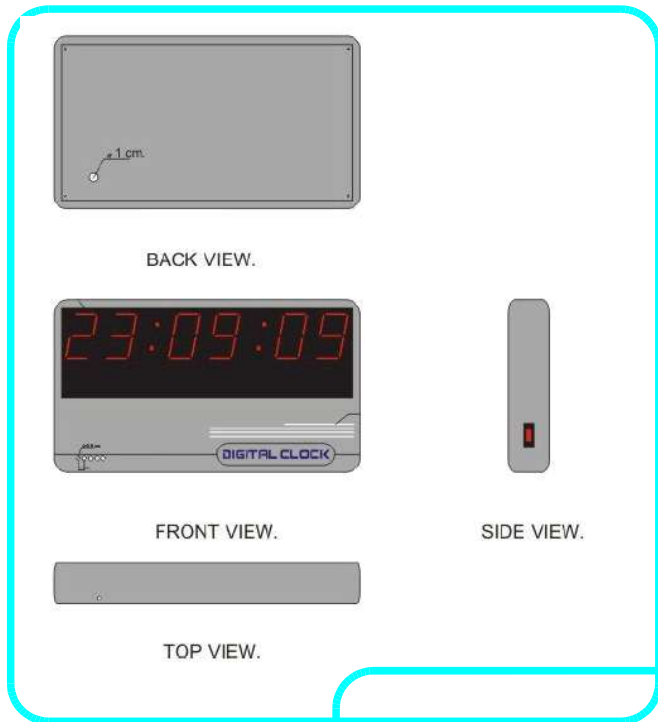 ø 1 cm.
BACK VIEW.
23:09:09
DIGITAL CLOCK
FRONT VIEW.
SIDE VIEW.
TOP VIEW.